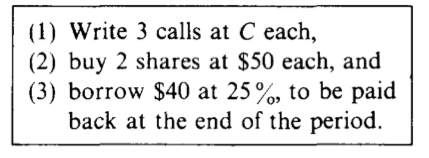 (1) Write 3 calls at C each,
(2) buy 2 shares at $50 each, and
(3) borrow $40 at 25%, to be paid
back at the end of the period.